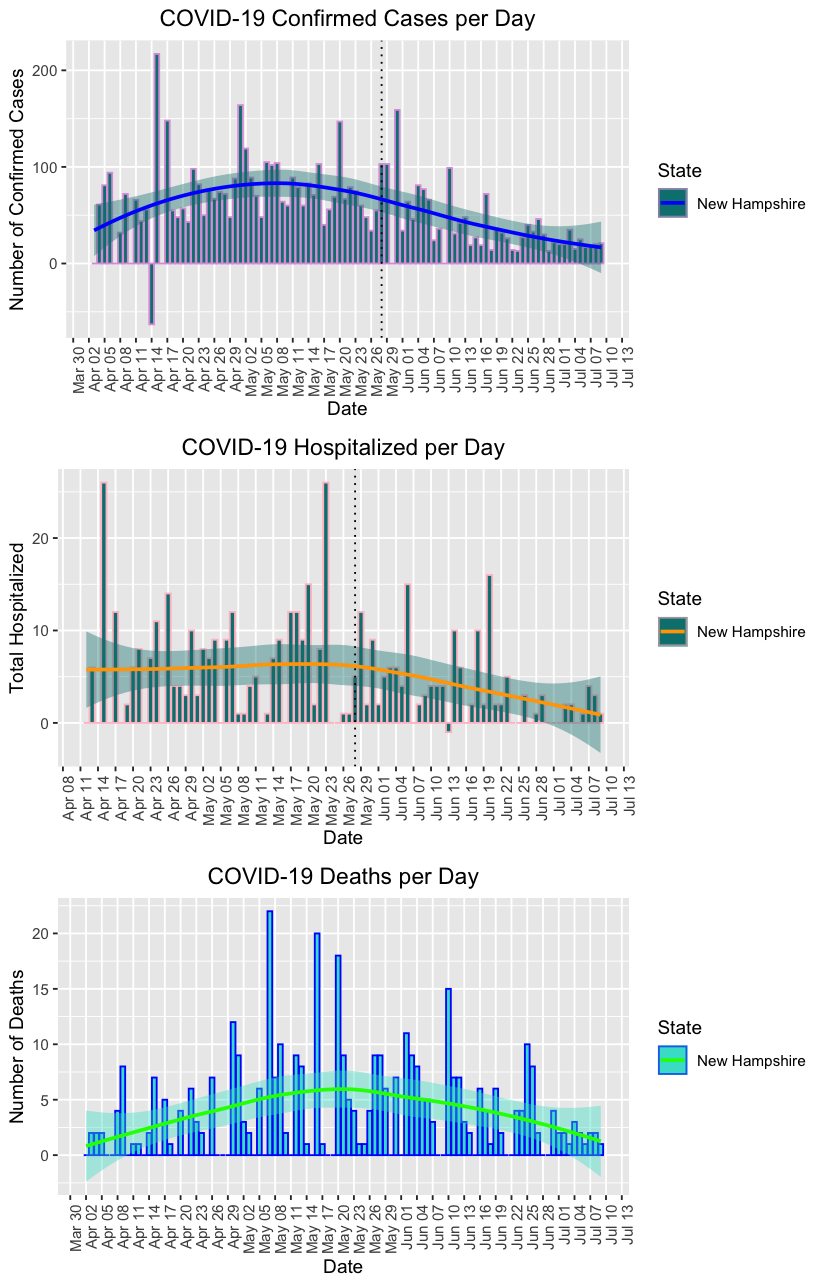 COVID-19 Confirmed Cases per Day
Number of Confirmed Cases
200
100
0
Mar 30
Apr 02
Apr 05
Apr 08
Apr 11
Apr 14
Apr 17
Apr 20
Apr 23
Apr 26
Apr 29
May 02
May 05
May 08
May 11
May 14
May 17
May 20
May 23
May 26
May 29
Jun 01
Jun 04
Jun 07
Jun 10
Jun 13
Jun 16
Jun 19
Jun 22
Jun 25
Jun 28
Jul 01
Jul 04
Jul 07
Jul 10
Jul 13
Date
State
New Hampshire
COVID-19 Hospitalized per Day
Total Hospitalized
20
10
0
Apr 08
Apr 11
Apr 14
Apr 17
Apr 20
Apr 23
Apr 26
Apr 29
May 02
May 05
May 08
May 11
May 14
May 17
May 20
May 23
May 26
May 29
Jun 01
Jun 04
Jun 07
Jun 10
Jun 13
Jun 16
Jun 19
Jun 22
Jun 25
Jun 28
Jul 01
Jul 04
Jul 07
Jul 10
Jul 13
Date
State
New Hampshire
COVID-19 Deaths per Day
Number of Deaths
20
15
10
5
0
Mar 30
Apr 02
Apr 05
Apr 08
Apr 11
Apr 14
Apr 17
Apr 20
Apr 23
Apr 26
Apr 29
May 02
May 05
May 08
May 11
May 14
May 17
May 20
May 23
May 26
May 29
Jun 01
Jun 04
Jun 07
Jun 10
Jun 13
Jun 16
Jun 19
Jun 22
Jun 25
Jun 28
Jul 01
Jul 04
Jul 07
Jul 10
Jul 13
Date
State
New Hampshire